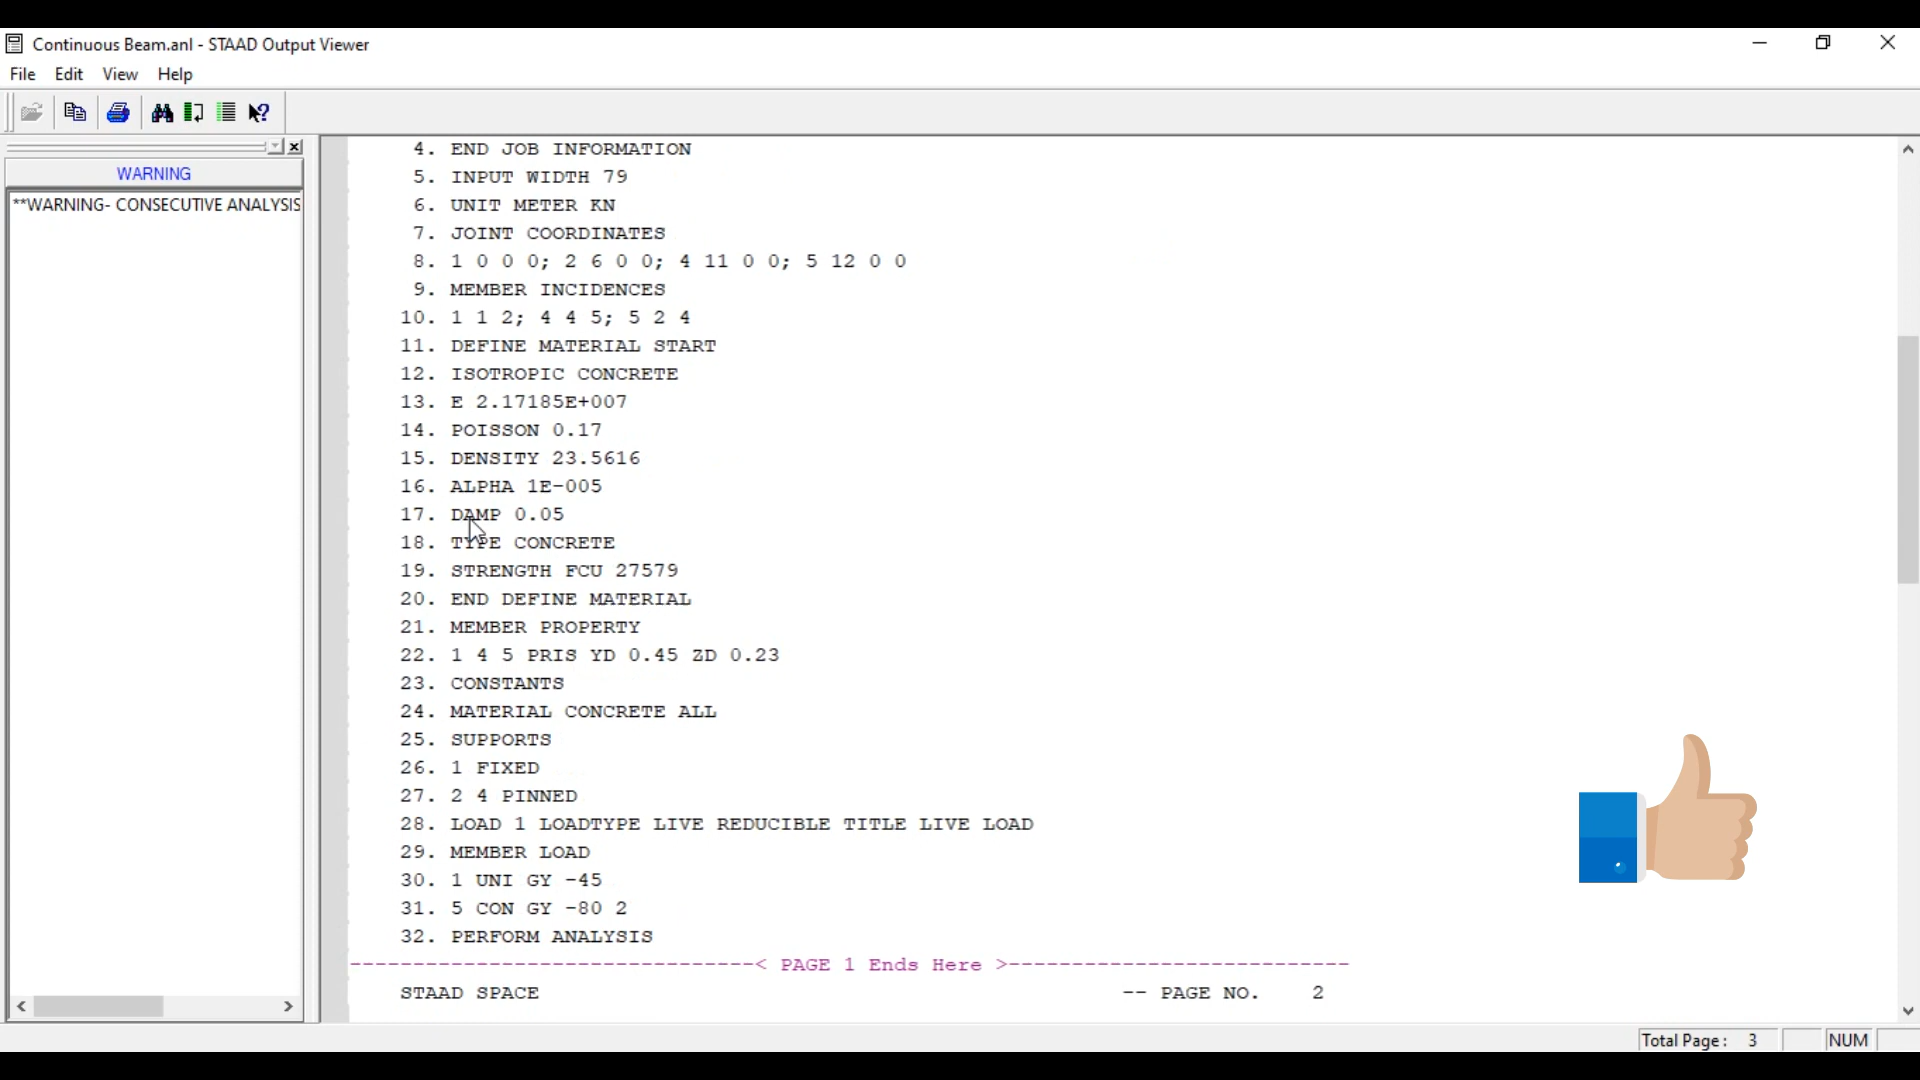 Continuous Beam.anl - STAAD Output Viewer
File Edit View Help
WARNING
**WARNING- CONSECUTIVE ANALYSIS
4. END JOB INFORMATION
5. INPUT WIDTH 79
6. UNIT METER KN
7. JOINT COORDINATES
8. 1 0 0 0; 2 6 0 0; 4 11 0 0; 5 12 0 0
9. MEMBER INCIDENCES
10. 1 1 2; 4 4 5; 5 2 4
11. DEFINE MATERIAL START
12. ISOTROPIC CONCRETE
13. E 2.17185E+007
14. POISSON 0.17
15. DENSITY 23.5616
16. ALPHA 1E-005
17. DAMP 0.05
18. TYPE CONCRETE
19. STRENGTH FCU 27579
20. END DEFINE MATERIAL
21. MEMBER PROPERTY
22. 1 4 5 PRIS YD 0.45 ZD 0.23
23. CONSTANTS
24. MATERIAL CONCRETE ALL
25. SUPPORTS
26. 1 FIXED
27. 2 4 PINNED
28. LOAD 1 LOADTYPE LIVE REDUCIBLE TITLE LIVE LOAD
29. MEMBER LOAD
30. 1 UNI GY -45
31. 5 CON GY -80 2
32. PERFORM ANALYSIS
--------------------------------< PAGE 1 Ends Here >---------------------------
STAAD SPACE -- PAGE NO. 2
Total Page: 3 NUM